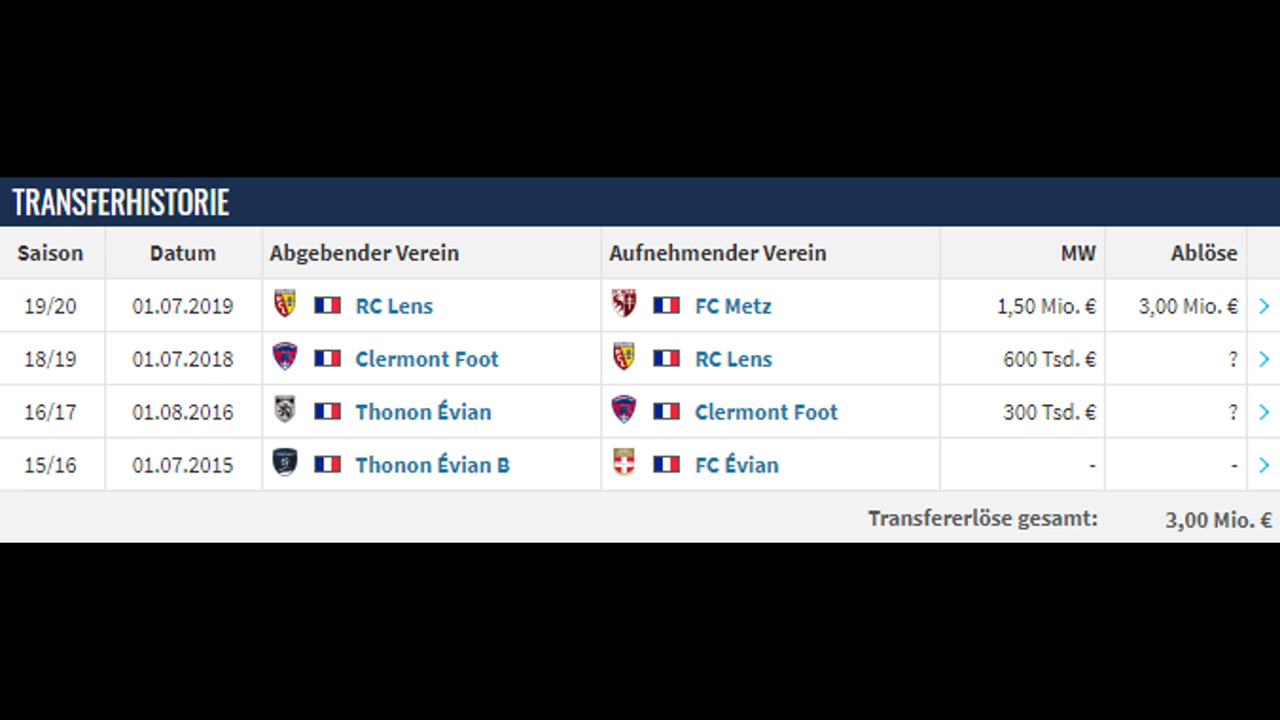 TRANSFERHISTORIE
Saison Datum Abgebender Verein Aufnehmender Verein MW Ablöse
19/20 01.07.2019 RC Lens FC Metz 1,50 Mio. € 3,00 Mio. €
18/19 01.07.2018 Clermont Foot RC Lens 600 Tsd. € ?
16/17 01.08.2016 Thonon Évian Clermont Foot 300 Tsd. € ?
15/16 01.07.2015 Thonon Évian B FC Évian - -
Transfererlöse gesamt: 3,00 Mio. €